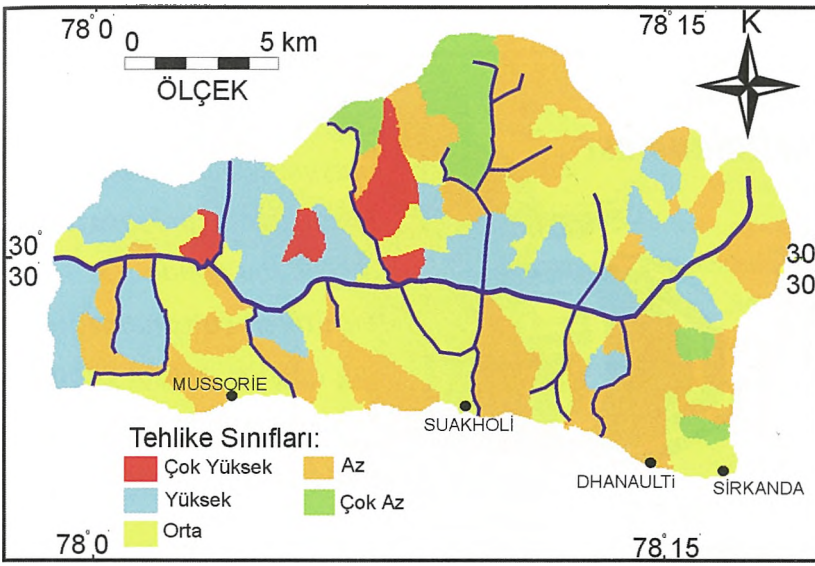 78°0' 78°15' K
0 5 km
ÖLÇEK
30° 30
30' 30
MUSSORİE
SUAKHOLİ
DHANAULTİ SİRKANDA
Tehlike Sınıfları:
Çok Yüksek Az
Yüksek Çok Az
Orta
78°0' 78°15'